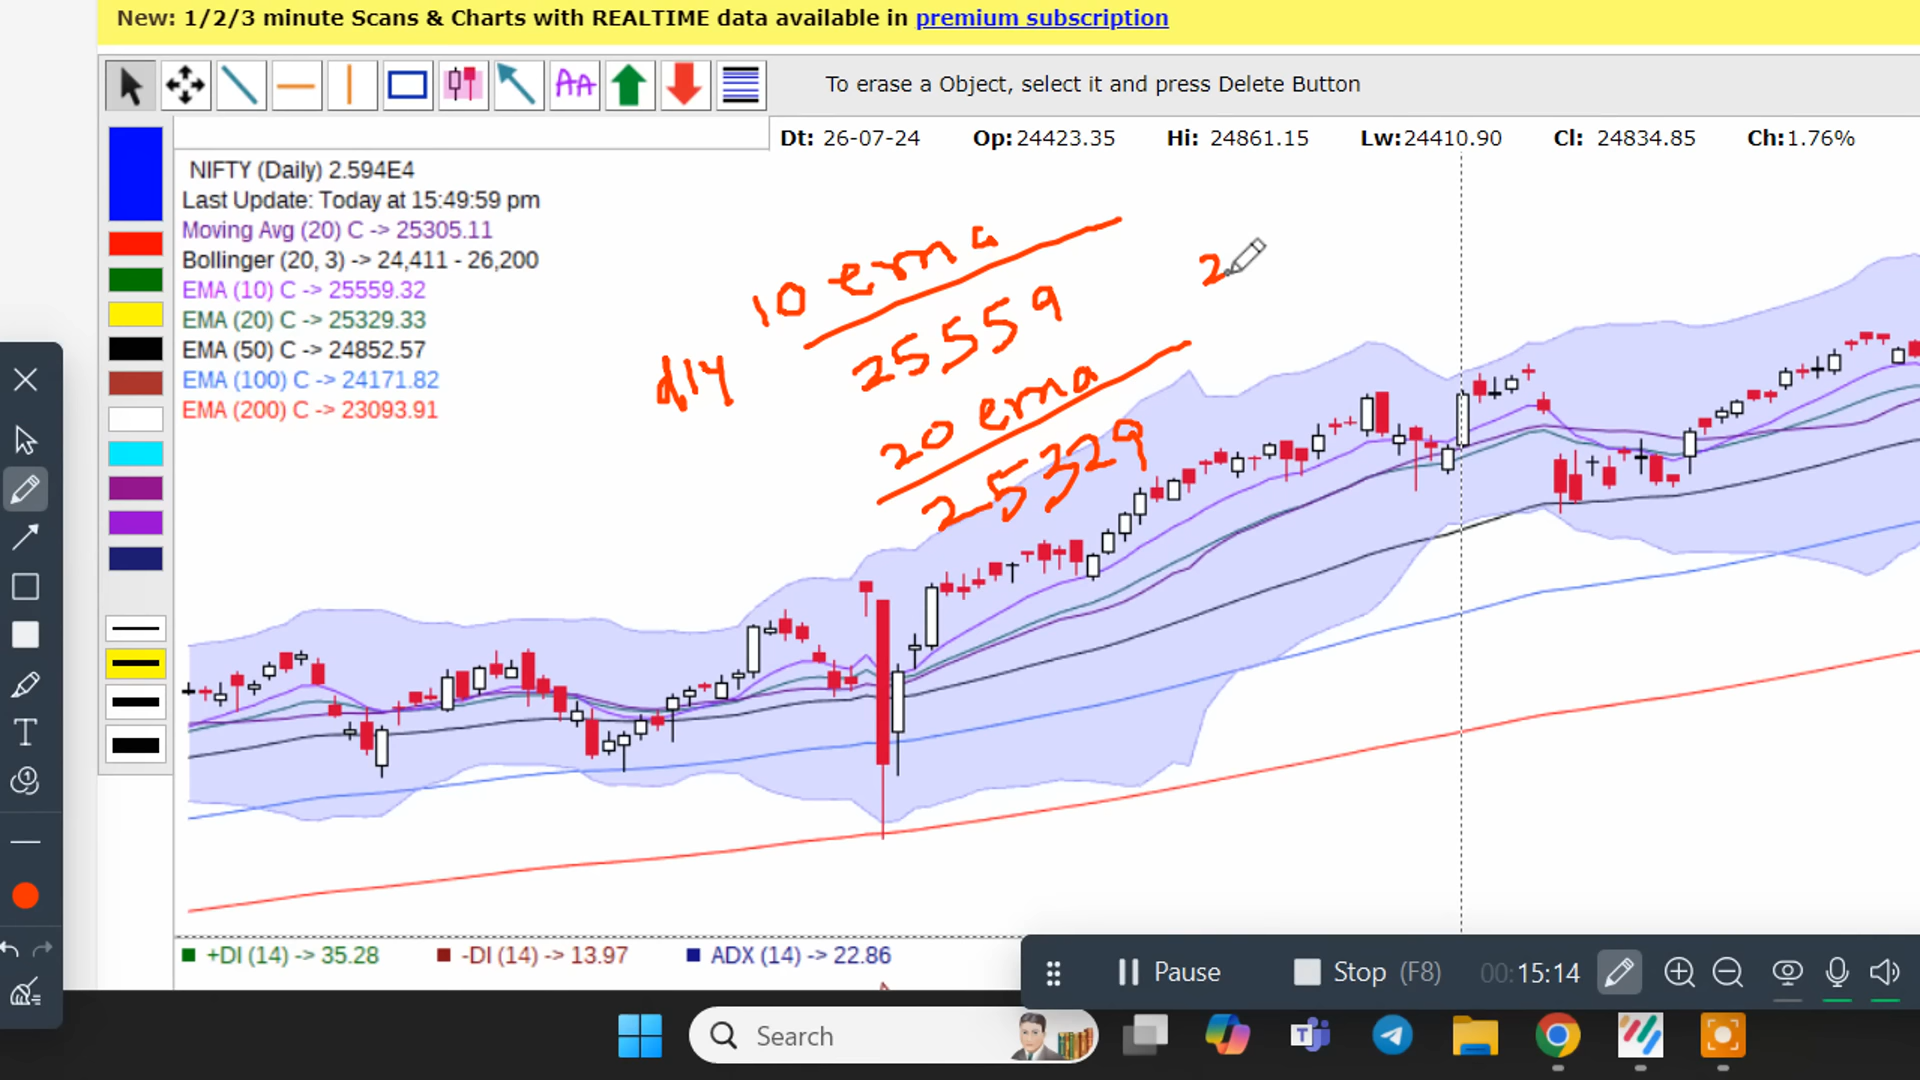 New: 1/2/3 minute Scans & Charts with REALTIME data available in premium subscription
AA
To erase a Object, select it and press Delete Button
Dt: 26-07-24 Op:24423.35 Hi: 24861.15 Lw:24410.90 Cl: 24834.85 Ch:1.76%
NIFTY (Daily) 2.594E4
Last Update: Today at 15:49:59 pm
Moving Avg (20) C -> 25305.11
Bollinger (20, 3) -> 24,411 - 26,200
EMA (10) C -> 25559.32
EMA (20) C -> 25329.33
EMA (50) C -> 24852.57
EMA (100) C -> 24171.82
EMA (200) C -> 23093.91
10 ema
25559
dly
20 ema
25329
2
T
1
+DI (14) -> 35.28 -DI (14) -> 13.97 ADX (14) -> 22.86
Pause Stop (F8) 00:15:14
Search